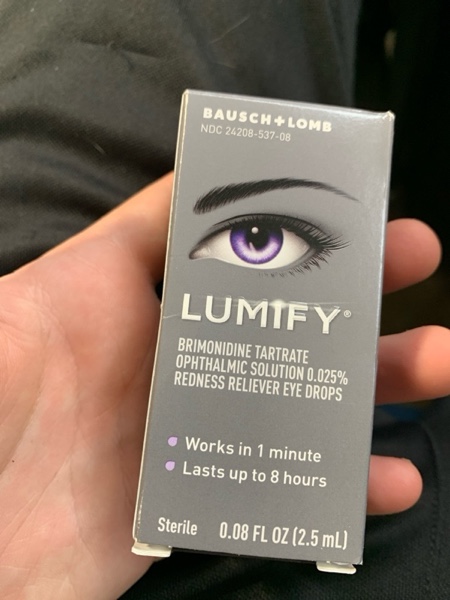 BAUSCH+LOMB
NDC 24208-537-08
LUMIFY®
BRIMONIDINE TARTRATE
OPHTHALMIC SOLUTION 0.025%
REDNESS RELIEVER EYE DROPS
Works in 1 minute
Lasts up to 8 hours
Sterile 0.08 FL OZ (2.5 mL)